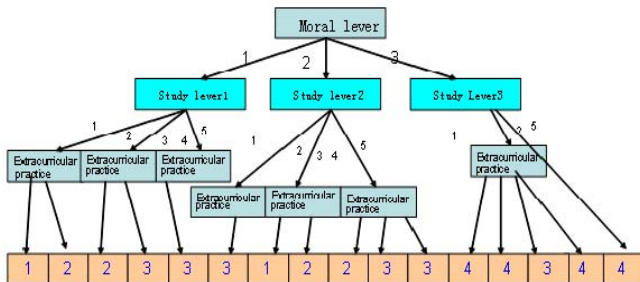 Moral lever
1 2 3
Study lever1 Study lever2 Study Lever3
1 2 3 4 5
1 2 3 4 5
1 2 5
Extracurricular practice
Extracurricular practice
Extracurricular practice
Extracurricular practice
Extracurricular practice
Extracurricular practice
Extracurricular practice
1 2 2 3 3 3 1 2 2 3 3 4 4 3 4 4